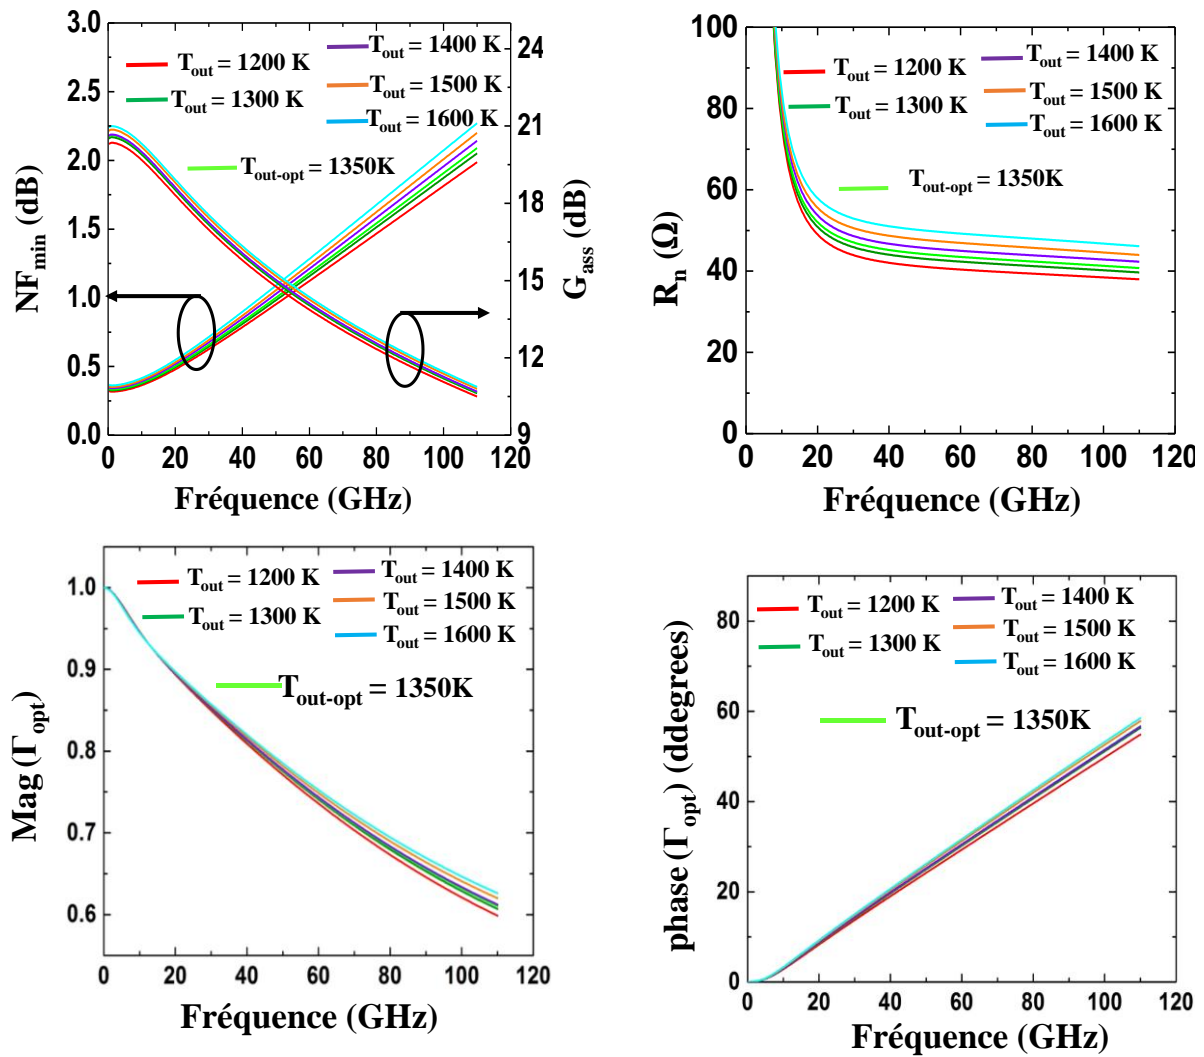 3.0
2.5
2.0
1.5
1.0
0.5
0.0
NFmin (dB)
Tout = 1200 K
Tout = 1300 K
Tout = 1400 K
Tout = 1500 K
Tout = 1600 K
Tout-opt = 1350K
24
21
18
15
12
9
Gass (dB)
0 20 40 60 80 100 120
Fréquence (GHz)
100
80
60
40
20
0
Rn (Ω)
Tout = 1200 K
Tout = 1300 K
Tout = 1400 K
Tout = 1500 K
Tout = 1600 K
Tout-opt = 1350K
0 20 40 60 80 100 120
Fréquence (GHz)
1.0
0.9
0.8
0.7
0.6
Mag (Γopt)
Tout = 1200 K
Tout = 1300 K
Tout = 1400 K
Tout = 1500 K
Tout = 1600 K
Tout-opt = 1350K
0 20 40 60 80 100 120
Fréquence (GHz)
80
60
40
20
0
phase (Γopt) (ddegrees)
Tout = 1200 K
Tout = 1300 K
Tout = 1400 K
Tout = 1500 K
Tout = 1600 K
Tout-opt = 1350K
0 20 40 60 80 100 120
Fréquence (GHz)